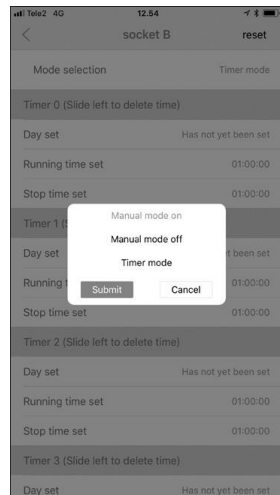 Tele2 4G 12.54
socket B reset
Mode selection Timer mode
Timer 0 (Slide left to delete time)
Day set Has not yet been set
Running time set 01:00:00
Stop time set 01:00:00
Timer 1 (S
Manual mode on
Manual mode off
Day set et been set
Timer mode
Running t 01:00:00
Submit Cancel
Stop time set 01:00:00
Timer 2 (Slide left to delete time)
Day set Has not yet been set
Running time set 01:00:00
Stop time set 01:00:00
Timer 3 (Slide left to delete time)
Day set Has not yet been set